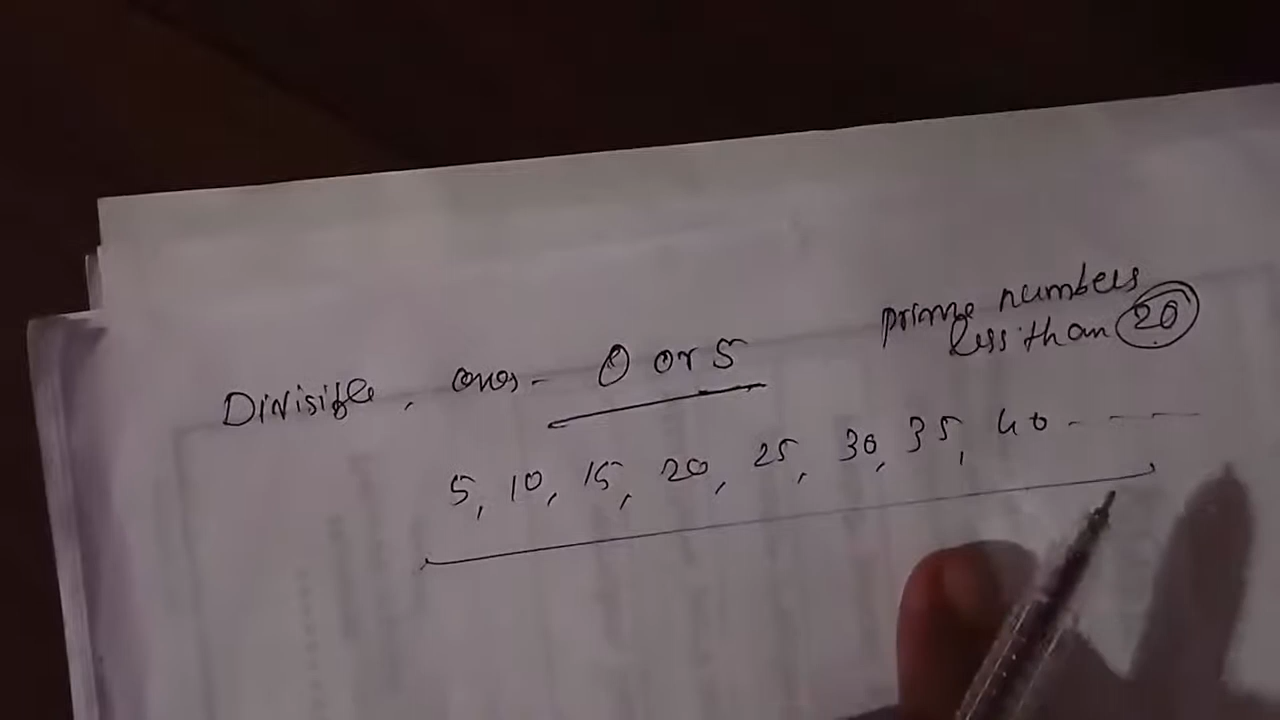 prime numbers
less than 20
Divisible, ones - 0 or 5
5, 10, 15, 20, 25, 30, 35, 40 - - - -